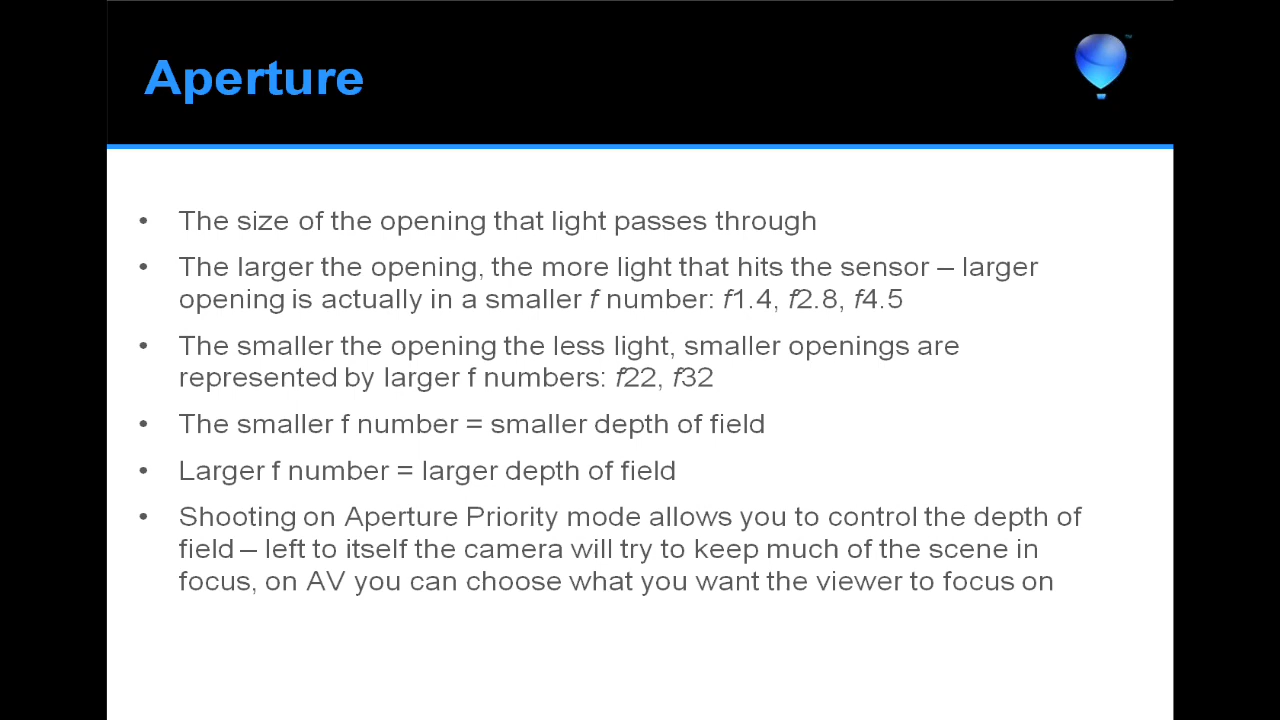 Aperture
• The size of the opening that light passes through
• The larger the opening, the more light that hits the sensor – larger
opening is actually in a smaller f number: f1.4, f2.8, f4.5
• The smaller the opening the less light, smaller openings are
represented by larger f numbers: f22, f32
• The smaller f number = smaller depth of field
• Larger f number = larger depth of field
• Shooting on Aperture Priority mode allows you to control the depth of
field – left to itself the camera will try to keep much of the scene in
focus, on AV you can choose what you want the viewer to focus on